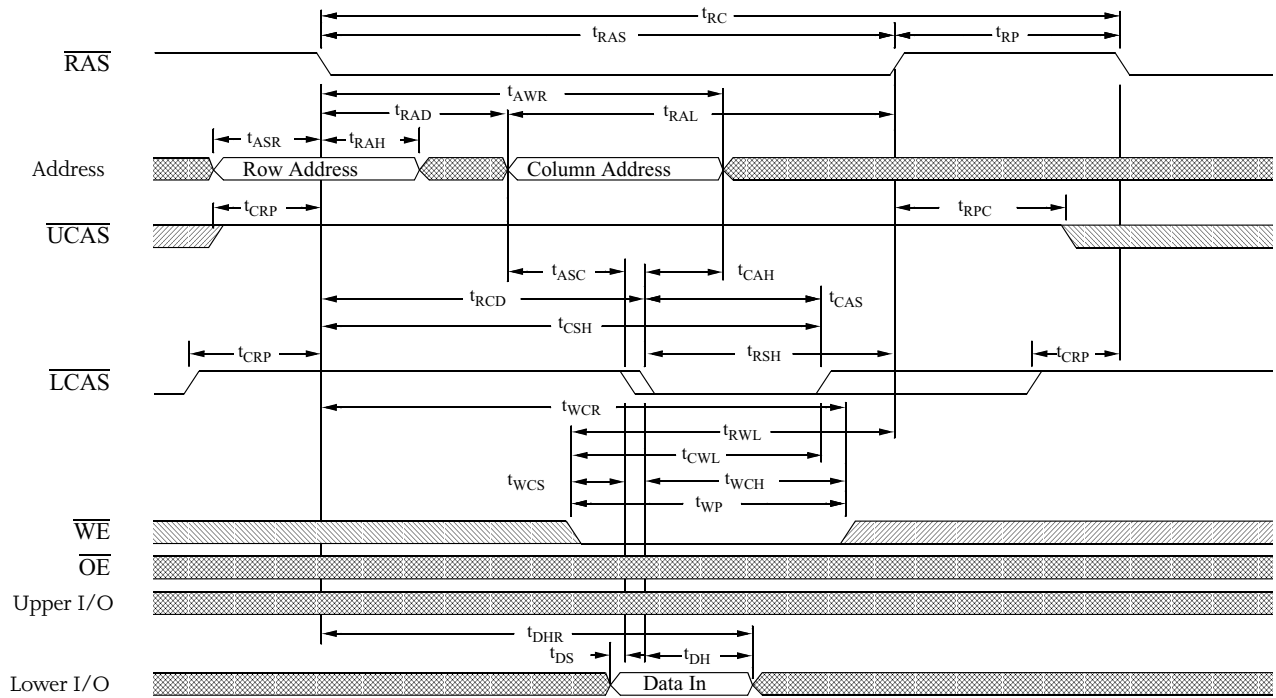 tRC
tRAS tRP
RAS
tAWR
tRAD tRAL
tASR tRAH
Address Row Address Column Address
tCRP tRPC
UCAS
tASC tCAH
tRCD tCAS
tCSH
tCRP tRSH tCRP
LCAS
tWCR
tRWL
tCWL
tWCS tWCH
tWP
WE
OE
Upper I/O
tDHR
tDS tDH
Lower I/O Data In